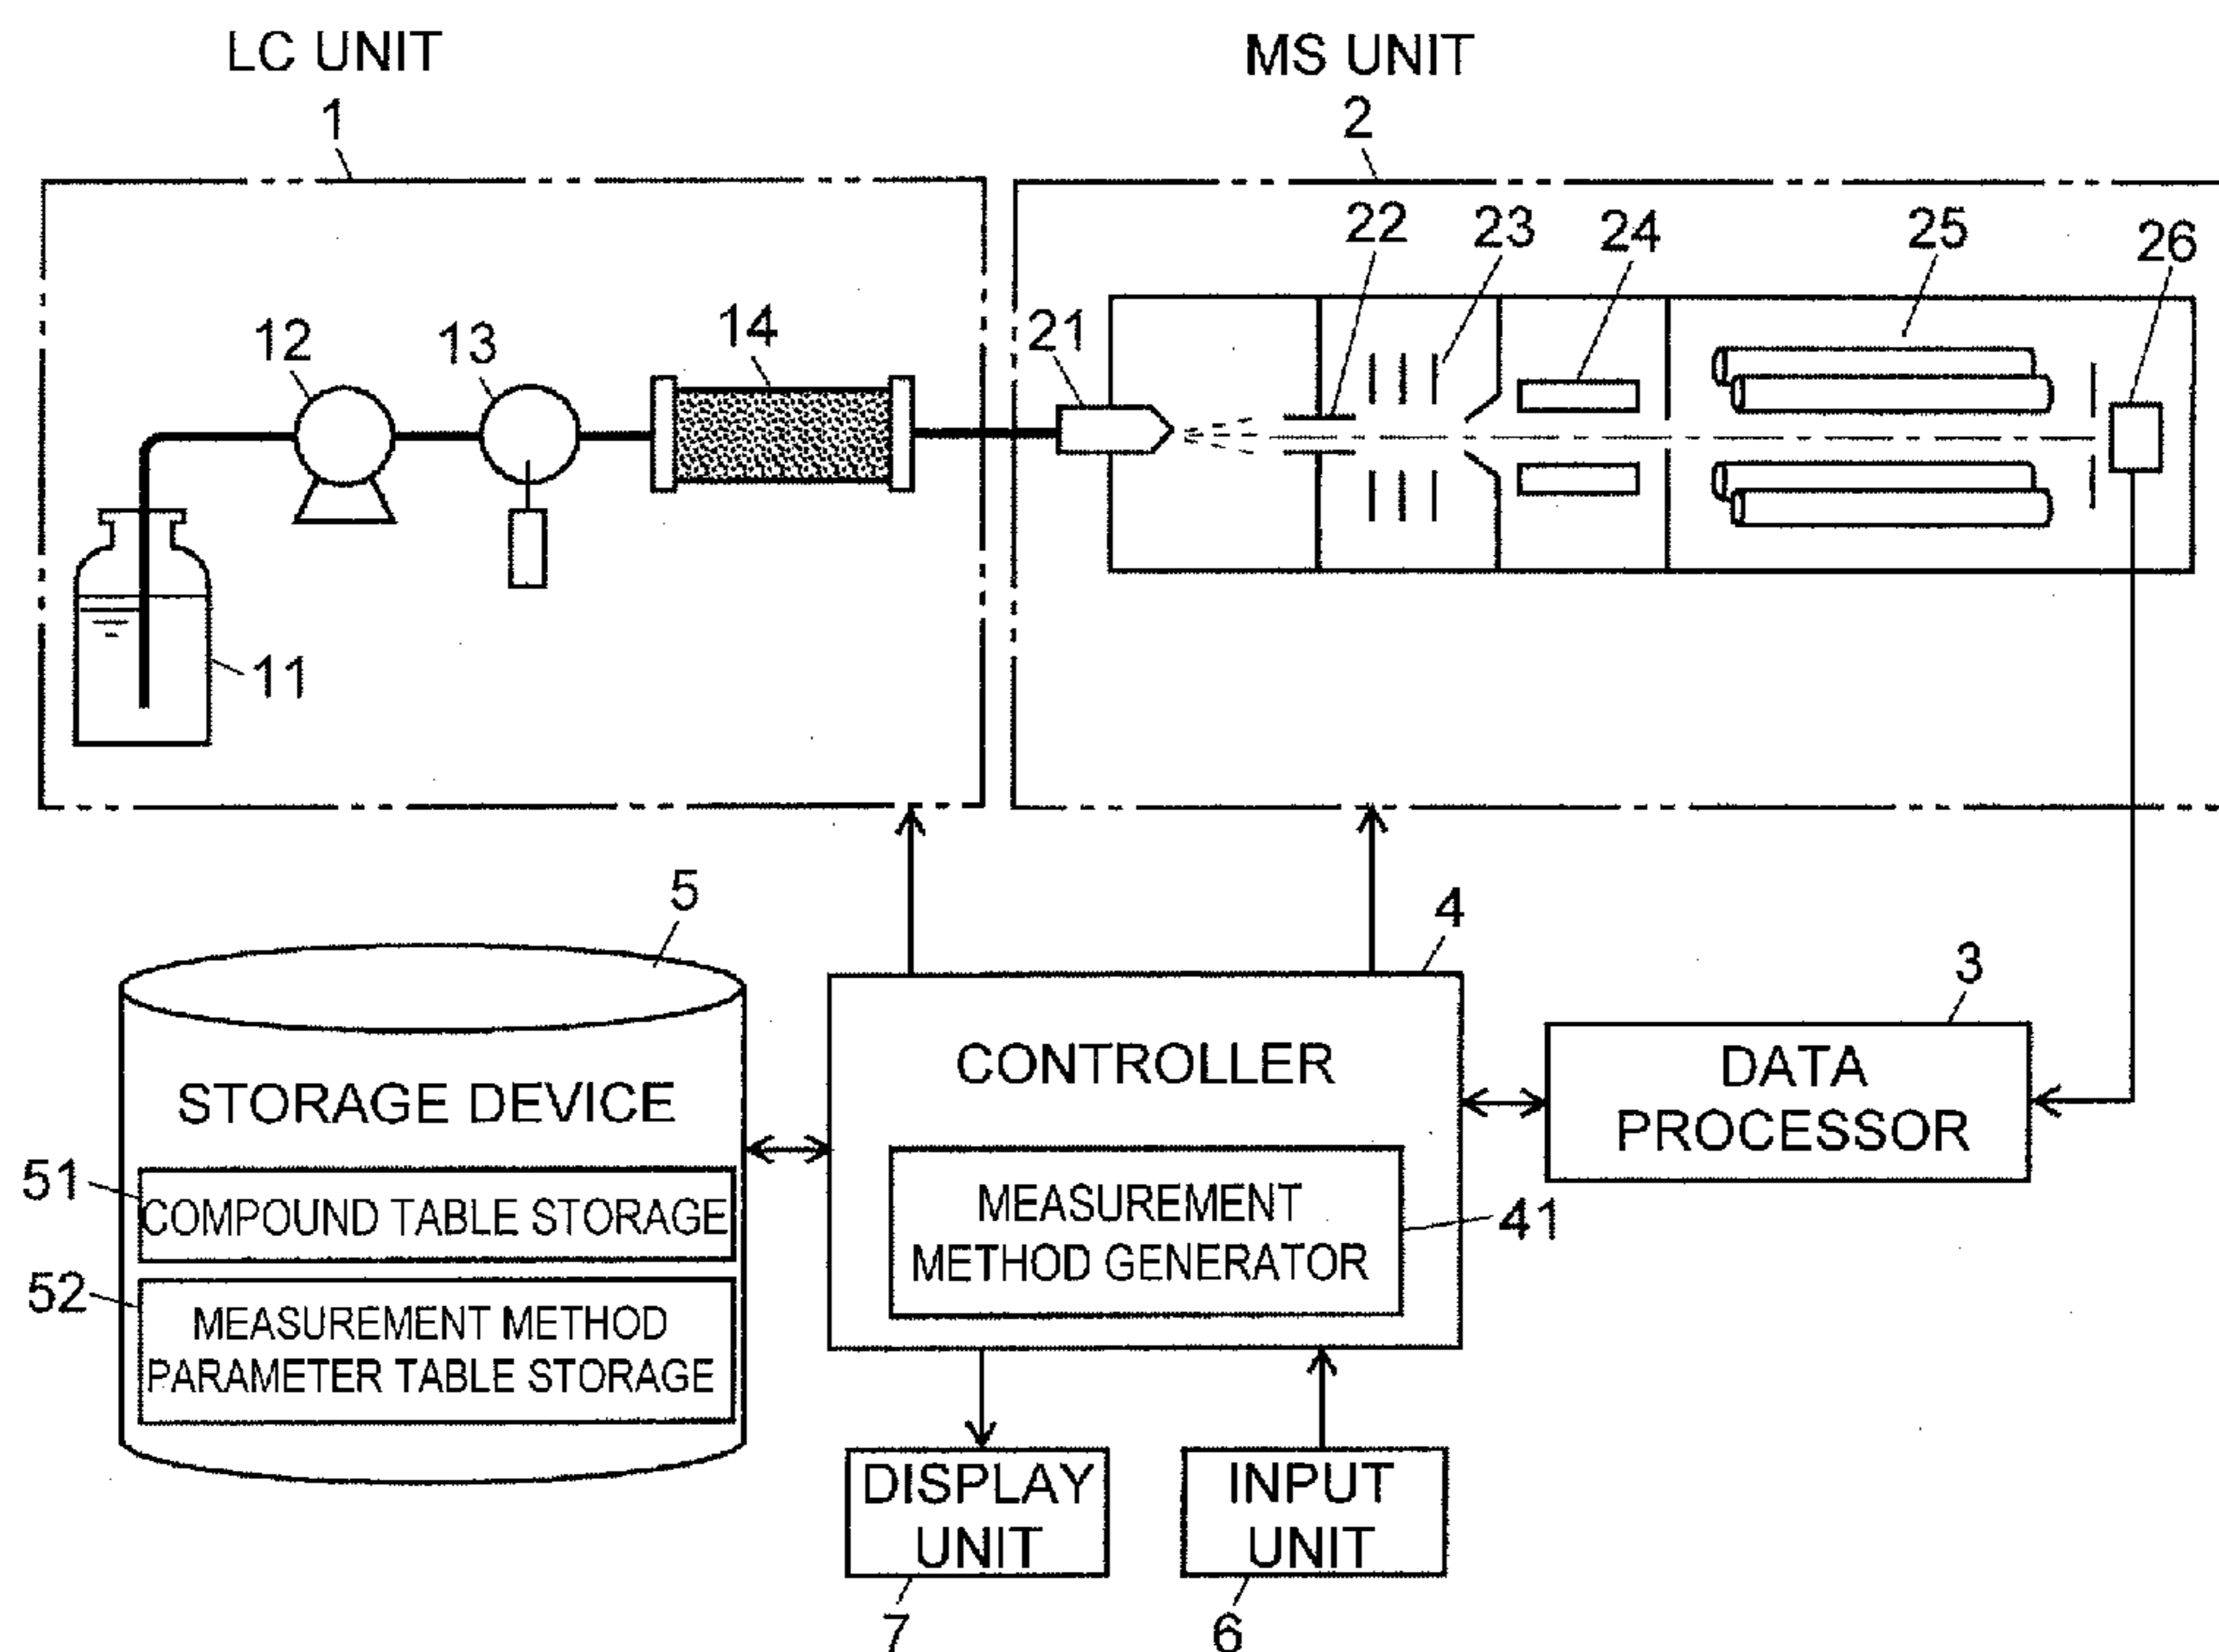 LC UNIT
1
MS UNIT
2
22
23
24
25
26
21
12
13
14
11
5
4
3
STORAGE DEVICE
CONTROLLER
DATA
PROCESSOR
51
COMPOUND TABLE STORAGE
MEASUREMENT
METHOD GENERATOR
41
52
MEASUREMENT METHOD
PARAMETER TABLE STORAGE
DISPLAY
UNIT
INPUT
UNIT
7
6